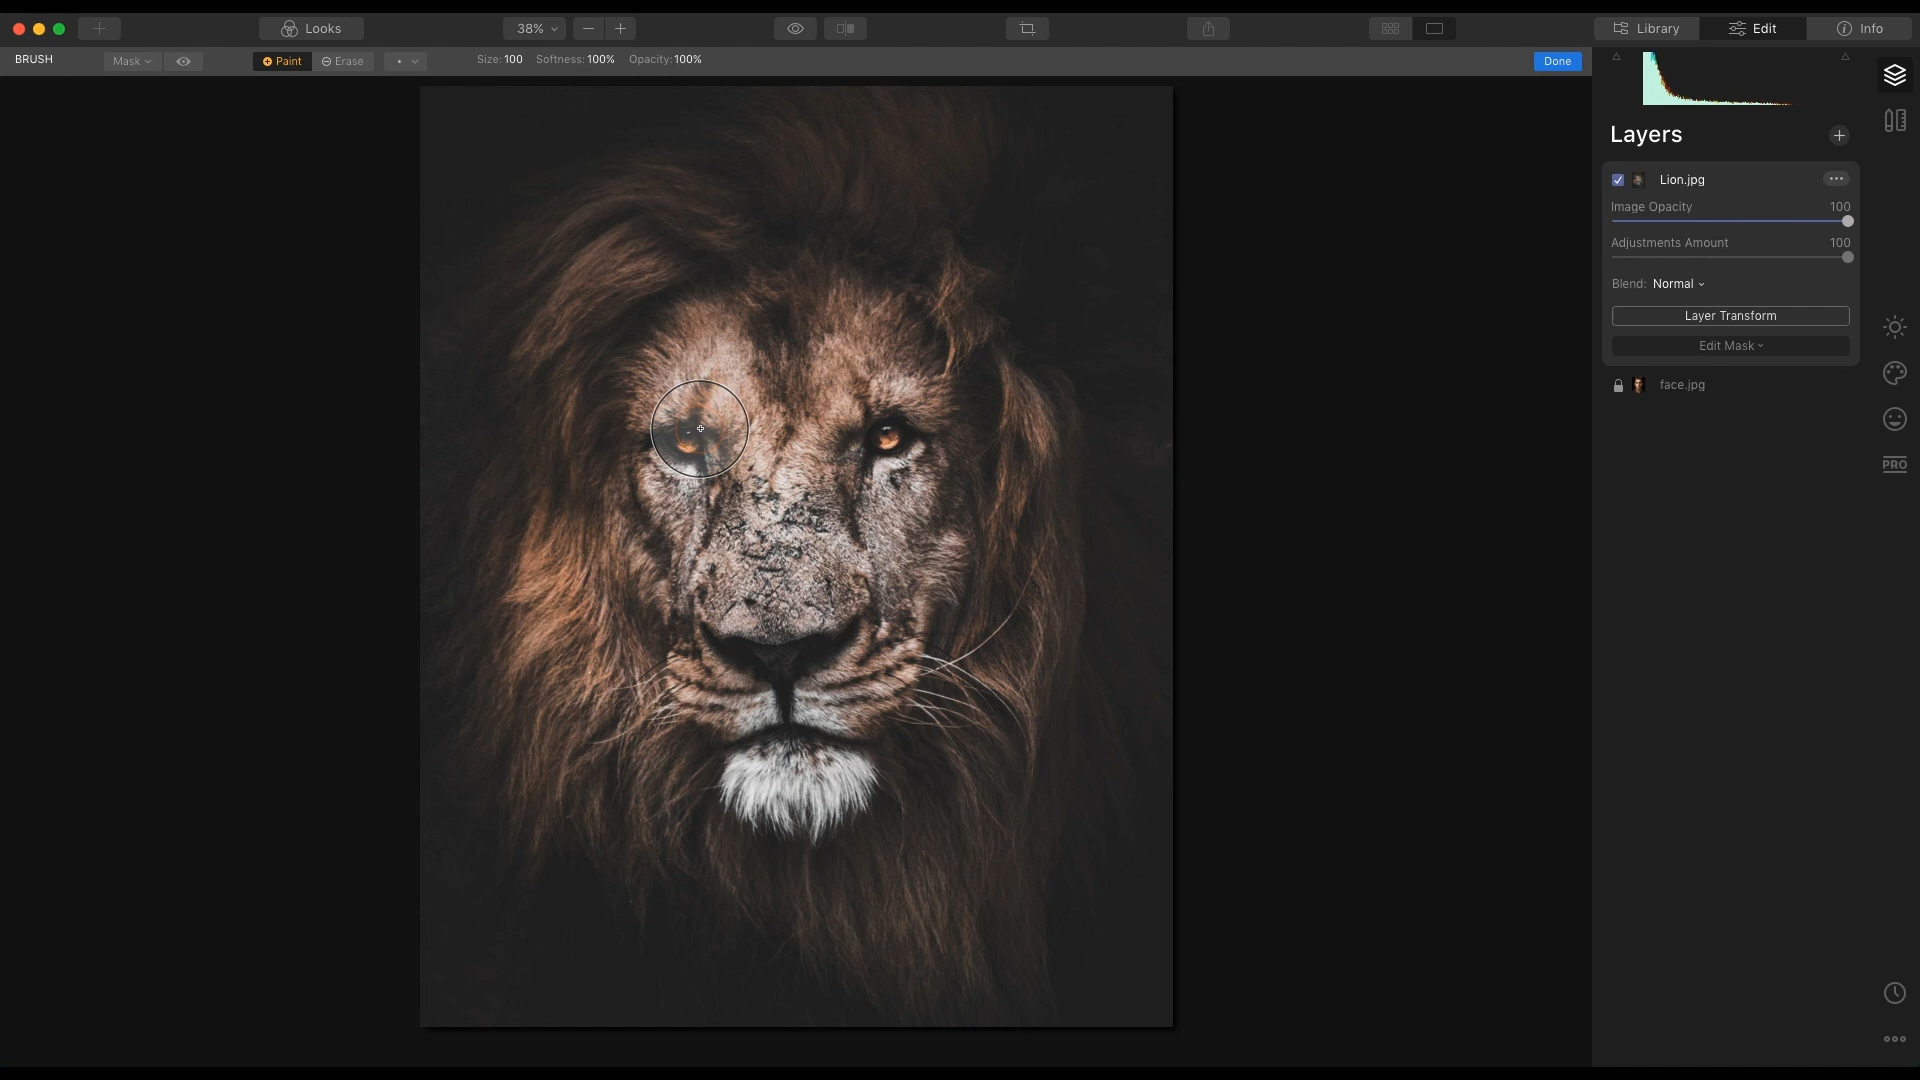 Looks
38%
Library
Edit
Info
BRUSH
Mask
Paint
Erase
Size: 100
Softness: 100%
Opacity: 100%
Done
Layers
Lion.jpg
Image Opacity 100
Adjustments Amount 100
Blend: Normal
Layer Transform
Edit Mask
face.jpg
PRO